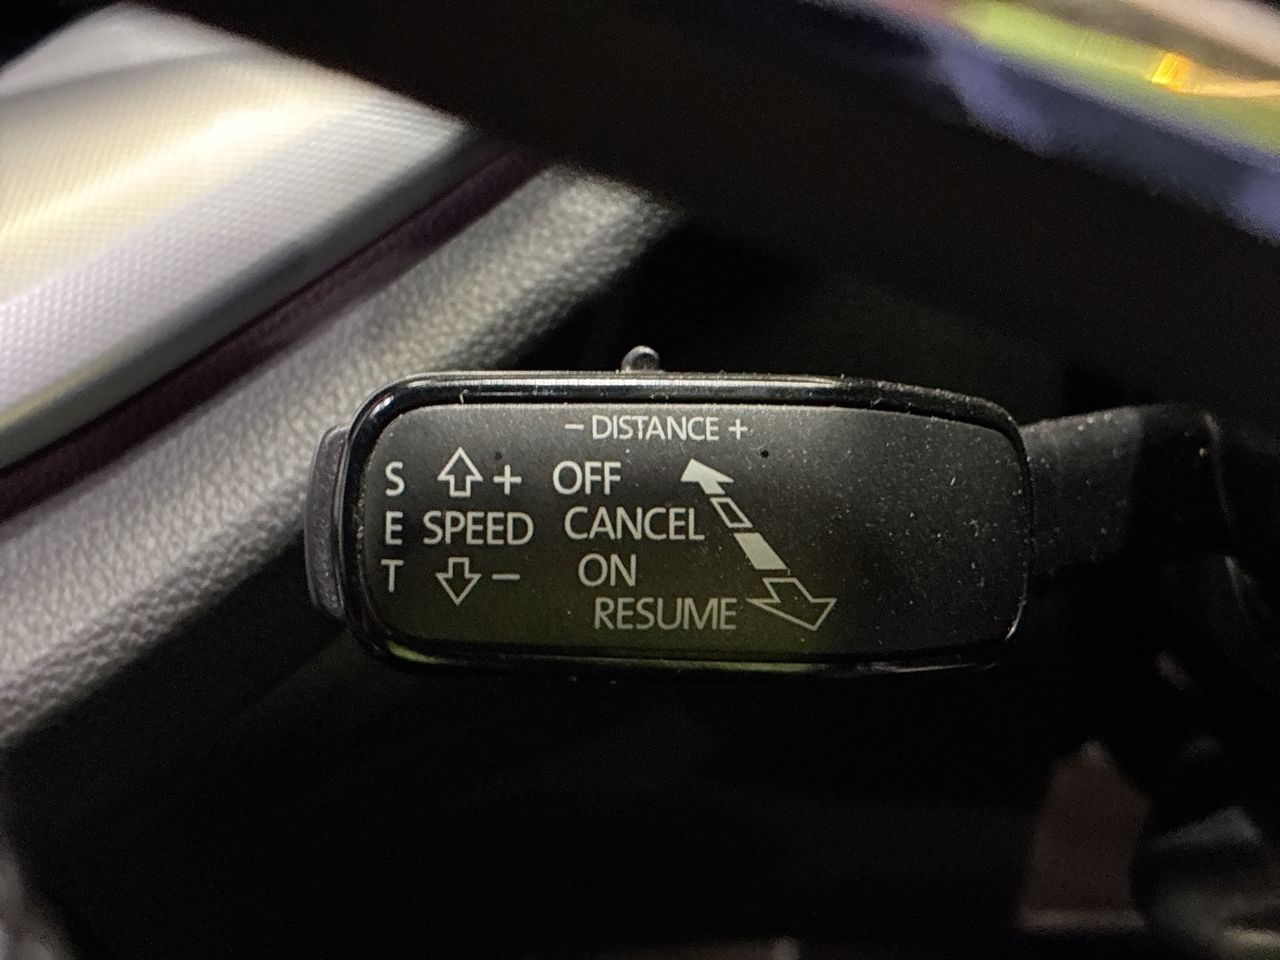 – DISTANCE +
S + OFF
E SPEED CANCEL
T – ON
RESUME